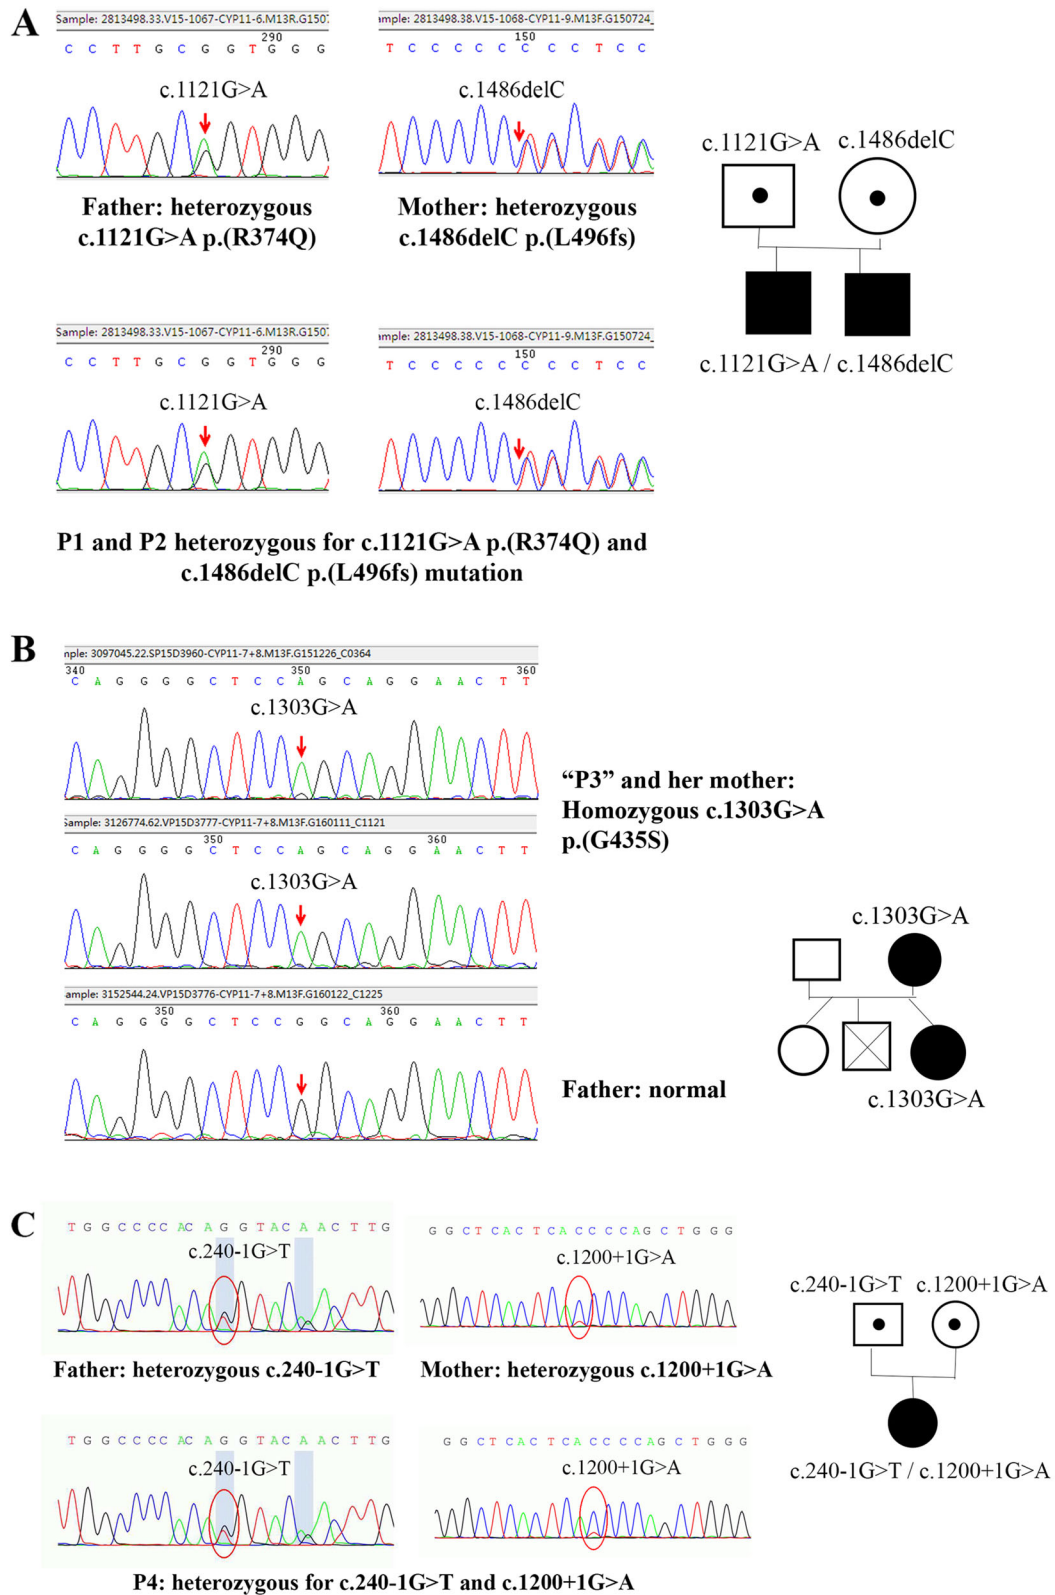 A
Sample: 2813498.33.V15-1067-CYP11-6.M13R.G1507
290
C C T T G C G G T G G G
c.1121G>A
Father: heterozygous
c.1121G>A p.(R374Q)
Sample: 2813498.38.V15-1068-CYP11-9.M13F.G150724_
150
T C C C C C C C C T C C
c.1486delC
Mother: heterozygous
c.1486delC p.(L496fs)
c.1121G>A c.1486delC
c.1121G>A / c.1486delC
Sample: 2813498.33.V15-1067-CYP11-6.M13R.G1507
290
C C T T G C G G T G G G
c.1121G>A
ample: 2813498.38.V15-1068-CYP11-9.M13F.G150724_
150
T C C C C C C C C T C C
c.1486delC
P1 and P2 heterozygous for c.1121G>A p.(R374Q) and
c.1486delC p.(L496fs) mutation
B
mple: 3097045.22.SP15D3960-CYP11-7+8.M13F.G151226_C0364
340 350 360
C A G G G G C T C C A G C A G G A A C T T
c.1303G>A
Sample: 3126774.62.VP15D3777-CYP11-7+8.M13F.G160111_C1121
350 360
C A G G G G C T C C A G C A G G A A C T T
c.1303G>A
ample: 3152544.24.VP15D3776-CYP11-7+8.M13F.G160122_C1225
350 360
C A G G G G C T C C G G C A G G A A C T T
“P3” and her mother:
Homozygous c.1303G>A
p.(G435S)
Father: normal
c.1303G>A
c.1303G>A
C
T G G C C C C A C A G G T A C A A C T T G
c.240-1G>T
Father: heterozygous c.240-1G>T
G G C T C A C T C A C C C C A G C T G G G
c.1200+1G>A
Mother: heterozygous c.1200+1G>A
c.240-1G>T c.1200+1G>A
c.240-1G>T / c.1200+1G>A
T G G C C C C A C A G G T A C A A C T T G
c.240-1G>T
G G C T C A C T C A C C C C A G C T G G G
c.1200+1G>A
P4: heterozygous for c.240-1G>T and c.1200+1G>A